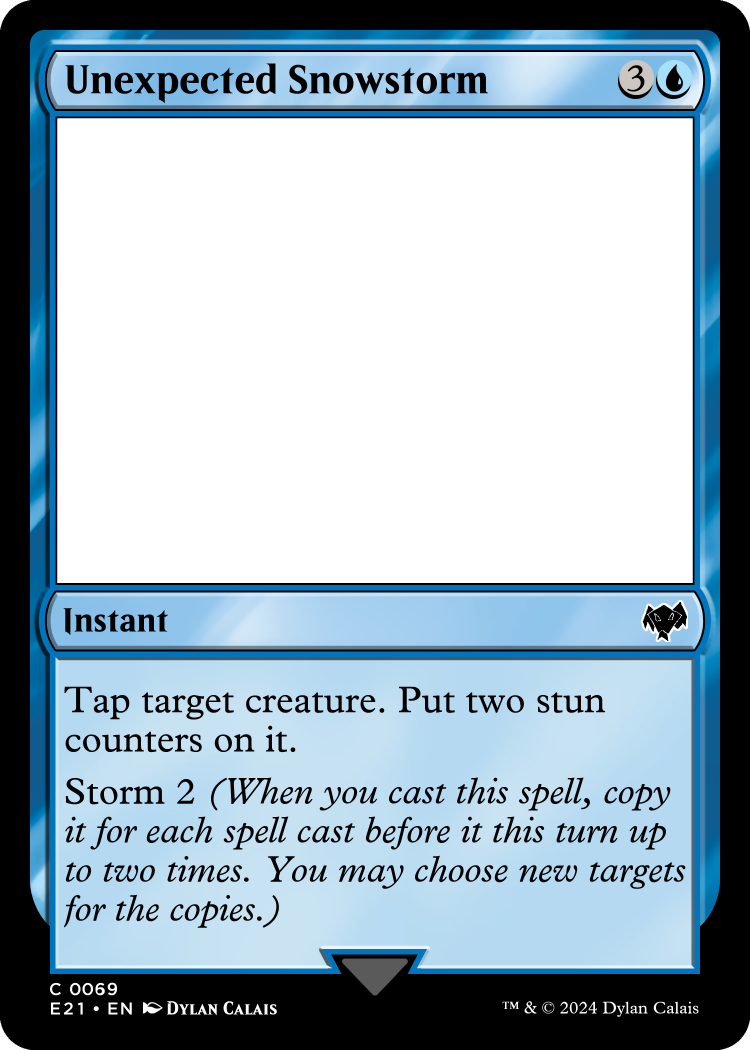 Unexpected Snowstorm 3
Instant
Tap target creature. Put two stun
counters on it.
Storm 2 (When you cast this spell, copy
it for each spell cast before it this turn up
to two times. You may choose new targets
for the copies.)
C 0069
E21 • EN Dylan Calais
™ & © 2024 Dylan Calais